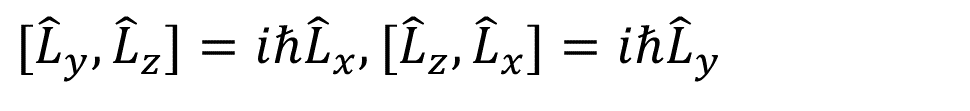 [L̂_y, L̂_z] = iħL̂_x, [L̂_z, L̂_x] = iħL̂_y